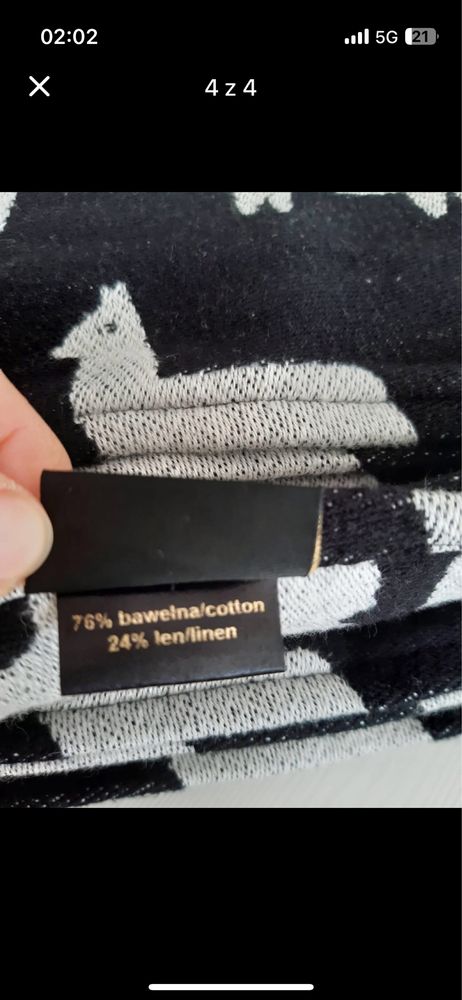 02:02
5G 21
4 z 4
76% bawełna/cotton
24% len/linen